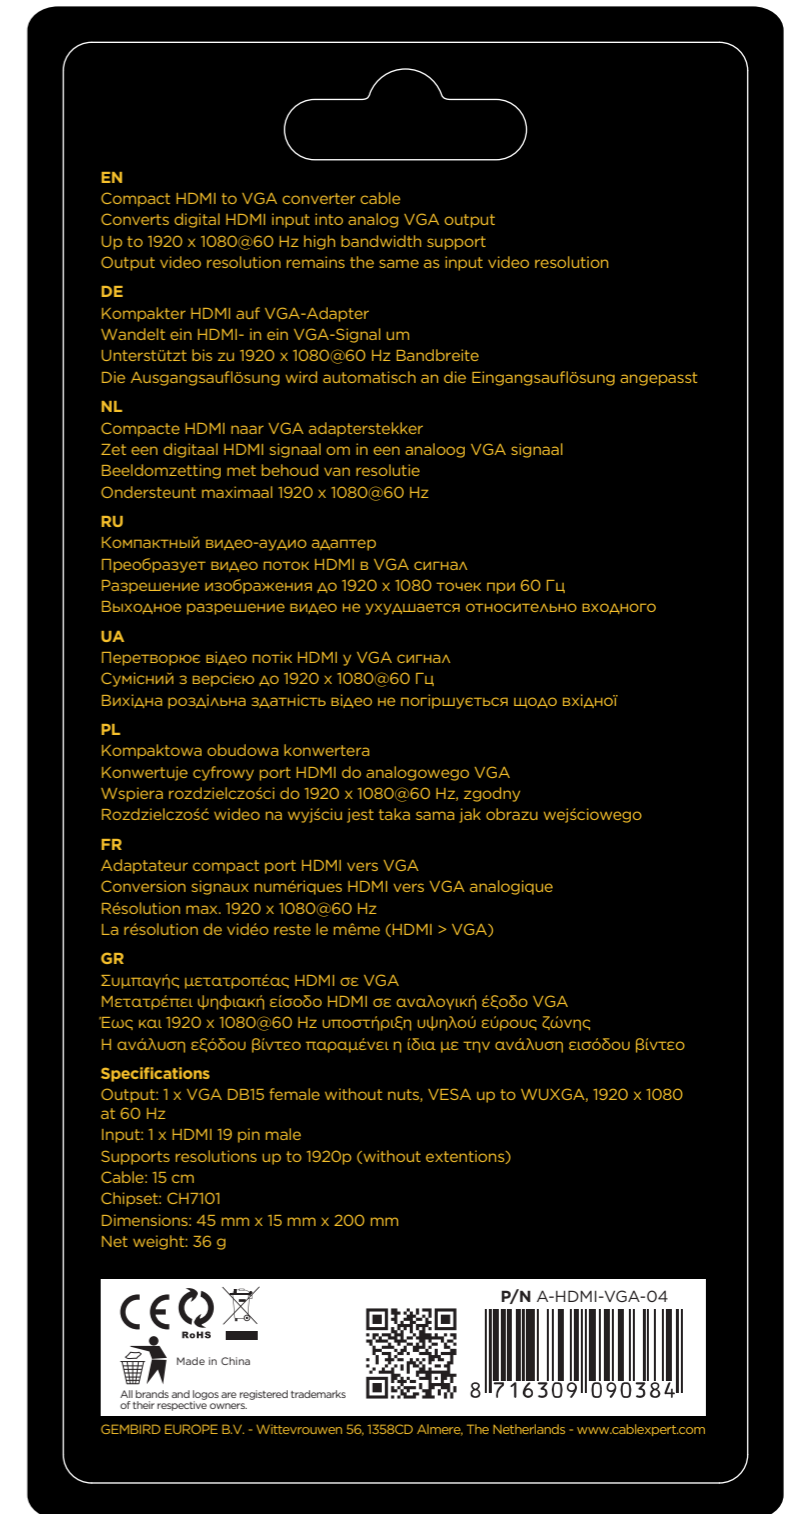 EN
Compact HDMI to VGA converter cable
Converts digital HDMI input into analog VGA output
Up to 1920 x 1080@60 Hz high bandwidth support
Output video resolution remains the same as input video resolution
DE
Kompakter HDMI auf VGA-Adapter
Wandelt ein HDMI- in ein VGA-Signal um
Unterstützt bis zu 1920 x 1080@60 Hz Bandbreite
Die Ausgangsauflösung wird automatisch an die Eingangsauflösung angepasst
NL
Compacte HDMI naar VGA adapterstekker
Zet een digitaal HDMI signaal om in een analoog VGA signaal
Beeldomzetting met behoud van resolutie
Ondersteunt maximaal 1920 x 1080@60 Hz
RU
Компактный видео-аудио адаптер
Преобразует видео поток HDMI в VGA сигнал
Разрешение изображения до 1920 x 1080 точек при 60 Гц
Выходное разрешение видео не ухудшается относительно входного
UA
Перетворює відео потік HDMI у VGA сигнал
Сумісний з версією до 1920 x 1080@60 Гц
Вихідна роздільна здатність відео не погіршується щодо вхідної
PL
Kompaktowa obudowa konwertera
Konwertuje cyfrowy port HDMI do analogowego VGA
Wspiera rozdzielczości do 1920 x 1080@60 Hz, zgodny
Rozdzielczość wideo na wyjściu jest taka sama jak obrazu wejściowego
FR
Adaptateur compact port HDMI vers VGA
Conversion signaux numériques HDMI vers VGA analogique
Résolution max. 1920 x 1080@60 Hz
La résolution de vidéo reste le même (HDMI > VGA)
GR
Συμπαγής μετατροπέας HDMI σε VGA
Μετατρέπει ψηφιακή είσοδο HDMI σε αναλογική έξοδο VGA
Έως και 1920 x 1080@60 Hz υποστήριξη υψηλού εύρους ζώνης
Η ανάλυση εξόδου βίντεο παραμένει η ίδια με την ανάλυση εισόδου βίντεο
Specifications
Output: 1 x VGA DB15 female without nuts, VESA up to WUXGA, 1920 x 1080
at 60 Hz
Input: 1 x HDMI 19 pin male
Supports resolutions up to 1920p (without extentions)
Cable: 15 cm
Chipset: CH7101
Dimensions: 45 mm x 15 mm x 200 mm
Net weight: 36 g
CE
RoHS
Made in China
All brands and logos are registered trademarks
of their respective owners.
P/N A-HDMI-VGA-04
8 716309 090384
GEMBIRD EUROPE B.V. - Wittevrouwen 56, 1358CD Almere, The Netherlands - www.cablexpert.com